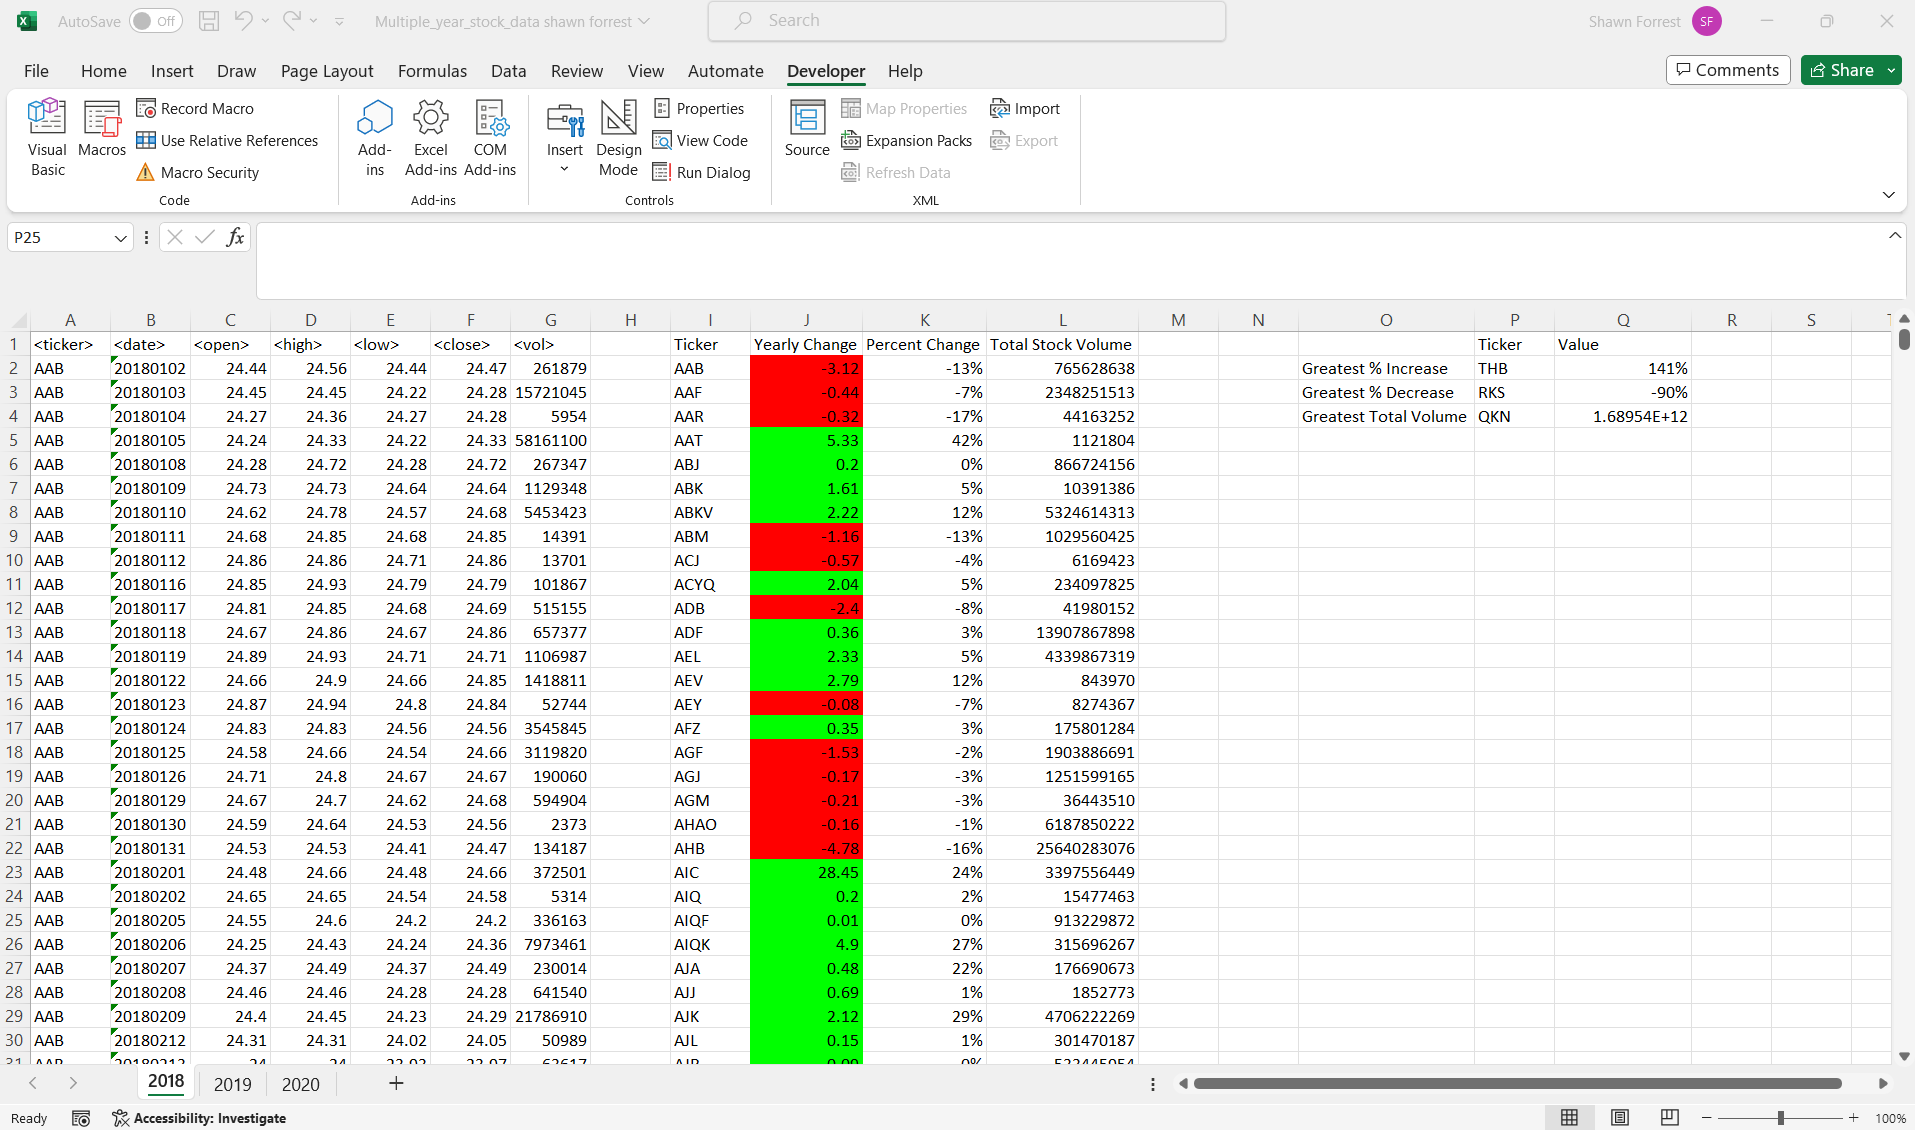 AutoSave Off Multiple_year_stock_data shawn forrest Search Shawn Forrest SF
File Home Insert Draw Page Layout Formulas Data Review View Automate Developer Help Comments Share
Visual Basic Macros Record Macro Use Relative References Macro Security Code
Add-ins Excel Add-ins COM Add-ins Add-ins
Insert Design Mode Properties View Code Run Dialog Controls
Source Map Properties Expansion Packs Refresh Data Import Export XML
P25 fx
A B C D E F G H I J K L M N O P Q R S
1 <ticker> <date> <open> <high> <low> <close> <vol> Ticker Yearly Change Percent Change Total Stock Volume Ticker Value
2 AAB 20180102 24.44 24.56 24.44 24.47 261879 AAB -3.12 -13% 765628638 Greatest % Increase THB 141%
3 AAB 20180103 24.45 24.45 24.22 24.28 15721045 AAF -0.44 -7% 2348251513 Greatest % Decrease RKS -90%
4 AAB 20180104 24.27 24.36 24.27 24.28 5954 AAR -0.32 -17% 44163252 Greatest Total Volume QKN 1.68954E+12
5 AAB 20180105 24.24 24.33 24.22 24.33 58161100 AAT 5.33 42% 1121804
6 AAB 20180108 24.28 24.72 24.28 24.72 267347 ABJ 0.2 0% 866724156
7 AAB 20180109 24.73 24.73 24.64 24.64 1129348 ABK 1.61 5% 10391386
8 AAB 20180110 24.62 24.78 24.57 24.68 5453423 ABKV 2.22 12% 5324614313
9 AAB 20180111 24.68 24.85 24.68 24.85 14391 ABM -1.16 -13% 1029560425
10 AAB 20180112 24.86 24.86 24.71 24.86 13701 ACJ -0.57 -4% 6169423
11 AAB 20180116 24.85 24.93 24.79 24.79 101867 ACYQ 2.04 5% 234097825
12 AAB 20180117 24.81 24.85 24.68 24.69 515155 ADB -2.4 -8% 41980152
13 AAB 20180118 24.67 24.86 24.67 24.86 657377 ADF 0.36 3% 13907867898
14 AAB 20180119 24.89 24.93 24.71 24.71 1106987 AEL 2.33 5% 4339867319
15 AAB 20180122 24.66 24.9 24.66 24.85 1418811 AEV 2.79 12% 843970
16 AAB 20180123 24.87 24.94 24.8 24.84 52744 AEY -0.08 -7% 8274367
17 AAB 20180124 24.83 24.83 24.56 24.56 3545845 AFZ 0.35 3% 175801284
18 AAB 20180125 24.58 24.66 24.54 24.66 3119820 AGF -1.53 -2% 1903886691
19 AAB 20180126 24.71 24.8 24.67 24.67 190060 AGJ -0.17 -3% 1251599165
20 AAB 20180129 24.67 24.7 24.62 24.68 594904 AGM -0.21 -3% 36443510
21 AAB 20180130 24.59 24.64 24.53 24.56 2373 AHAO -0.16 -1% 6187850222
22 AAB 20180131 24.53 24.53 24.41 24.47 134187 AHB -4.78 -16% 25640283076
23 AAB 20180201 24.48 24.66 24.48 24.66 372501 AIC 28.45 24% 3397556449
24 AAB 20180202 24.65 24.65 24.54 24.58 5314 AIQ 0.2 2% 15477463
25 AAB 20180205 24.55 24.6 24.2 24.2 336163 AIQF 0.01 0% 913229872
26 AAB 20180206 24.25 24.43 24.24 24.36 7973461 AIQK 4.9 27% 315696267
27 AAB 20180207 24.37 24.49 24.37 24.49 230014 AJA 0.48 22% 176690673
28 AAB 20180208 24.46 24.46 24.28 24.28 641540 AJJ 0.69 1% 1852773
29 AAB 20180209 24.4 24.45 24.23 24.29 21786910 AJK 2.12 29% 4706222269
30 AAB 20180212 24.31 24.31 24.02 24.05 50989 AJL 0.15 1% 301470187
2018 2019 2020
Ready Accessibility: Investigate 100%